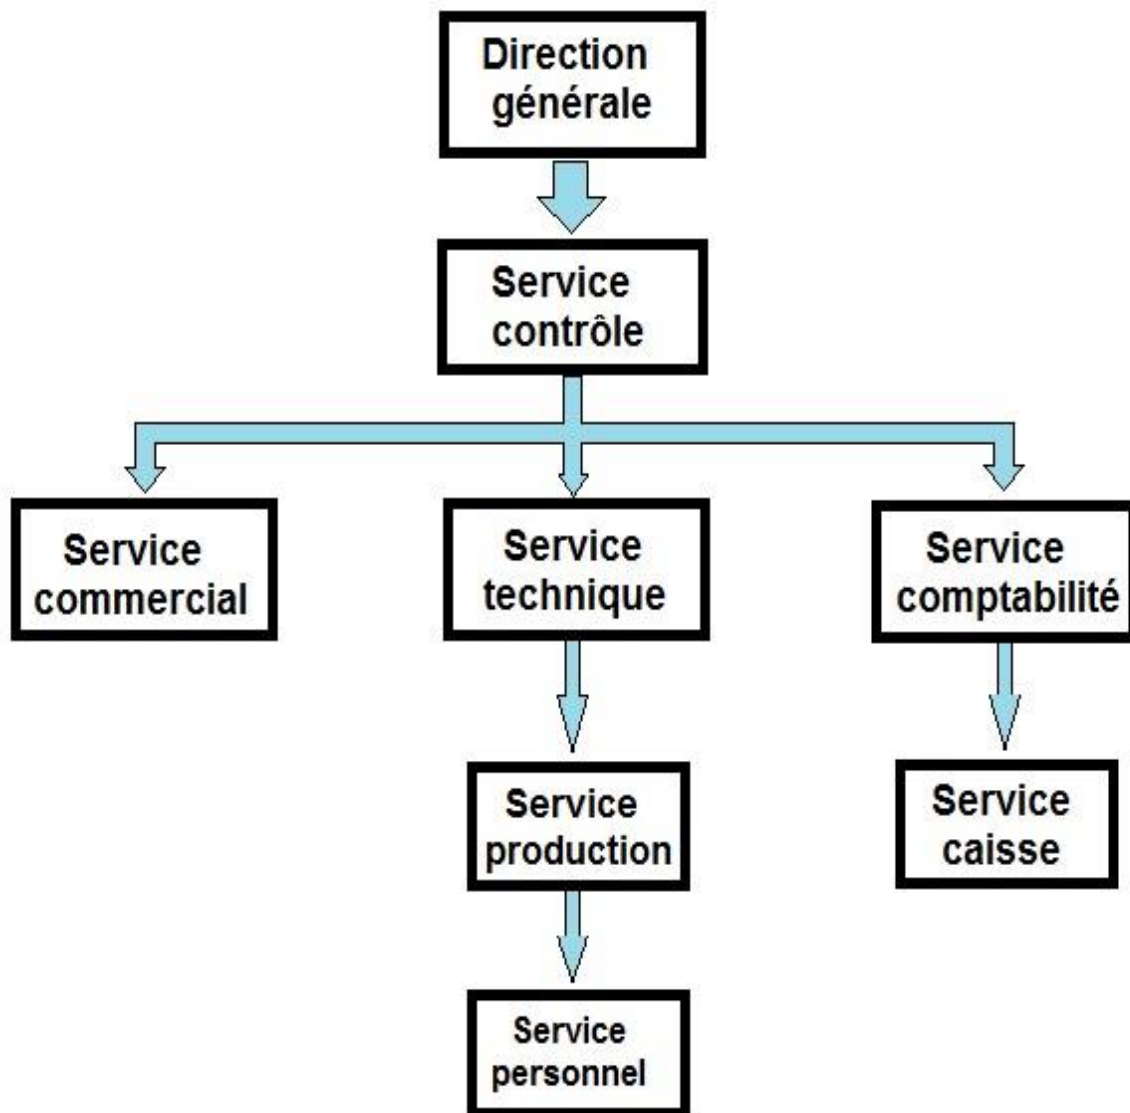 Direction
générale
Service
contrôle
Service
commercial
Service
technique
Service
comptabilité
Service
production
Service
caisse
Service
personnel